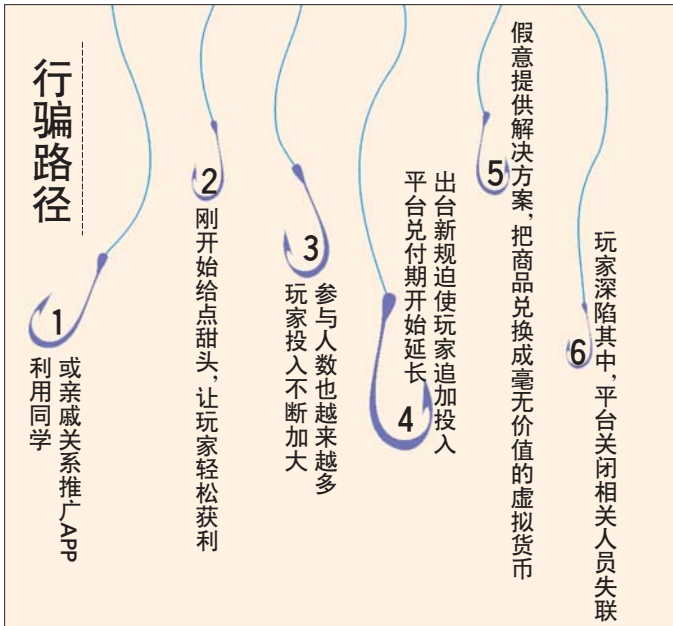 行骗路径
1
利用同学
或亲戚关系推广APP
2
刚开始给点甜头，让玩家轻松获利
3
玩家投入不断加大
参与人数也越来越多
4
平台兑付期开始延长
出台新规迫使玩家追加投入
5
假意提供解决方案，把商品兑换成毫无价值的虚拟货币
6
玩家深陷其中，平台关闭相关人员失联